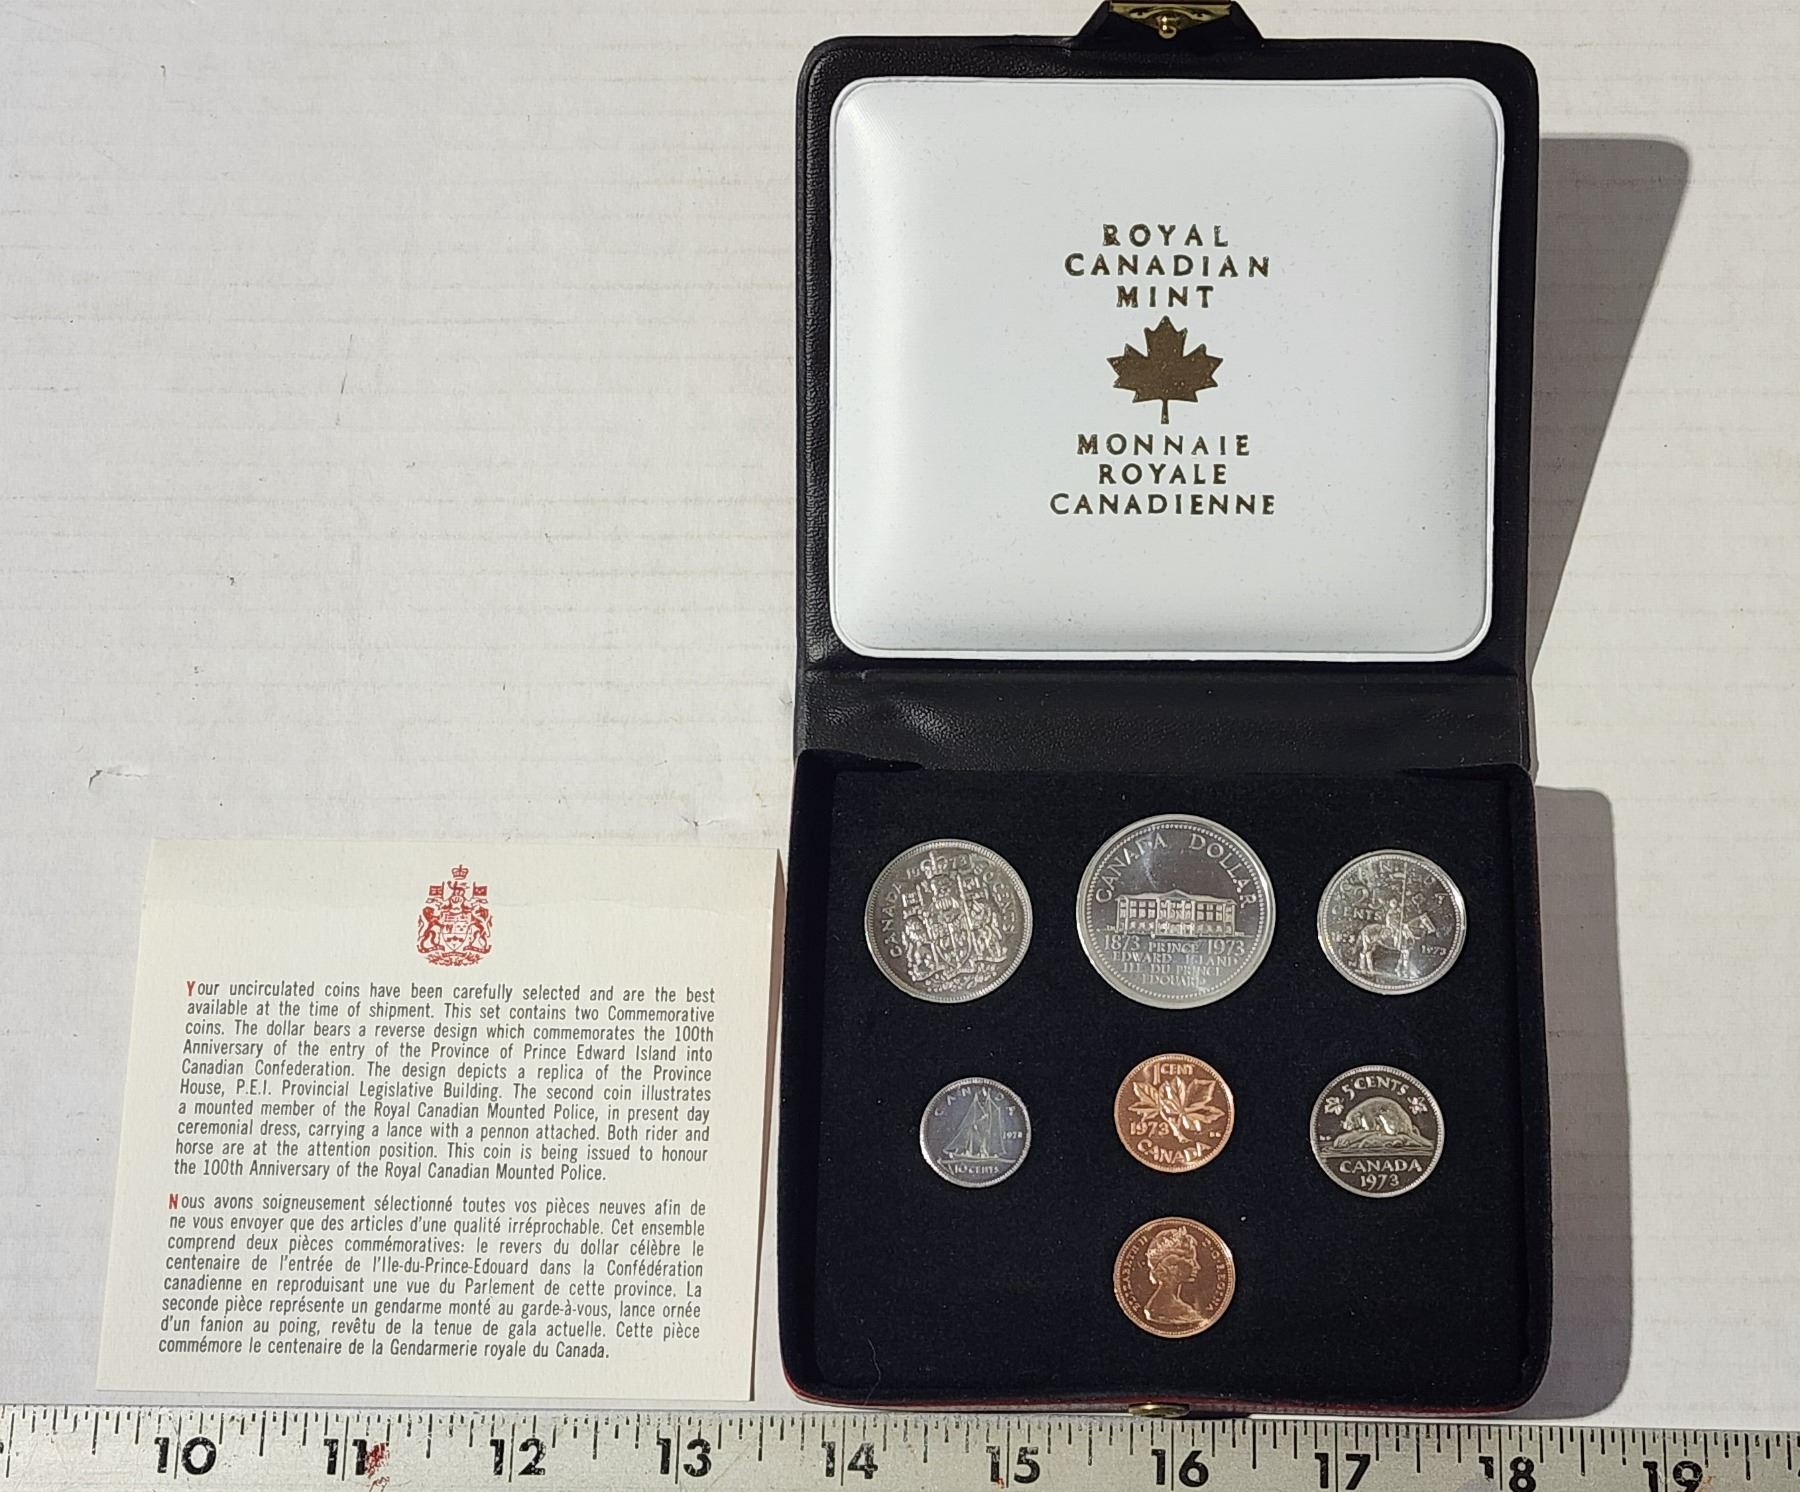 ROYAL
CANADIAN
MINT
MONNAIE
ROYALE
CANADIENNE
CANADA 1973 50 CENTS
CANADA DOLLAR
1873 PRINCE 1973
EDWARD ISLAND
ILE DU PRINCE
EDOUARD
CENTS
1973
CANADA
1973
10 CENTS
1 CENT
1973
CANADA
5 CENTS
CANADA
1973
ELIZABETH II D·G·REGINA
Your uncirculated coins have been carefully selected and are the best
available at the time of shipment. This set contains two Commemorative
coins. The dollar bears a reverse design which commemorates the 100th
Anniversary of the entry of the Province of Prince Edward Island into
Canadian Confederation. The design depicts a replica of the Province
House, P.E.I. Provincial Legislative Building. The second coin illustrates
a mounted member of the Royal Canadian Mounted Police, in present day
ceremonial dress, carrying a lance with a pennon attached. Both rider and
horse are at the attention position. This coin is being issued to honour
the 100th Anniversary of the Royal Canadian Mounted Police.
Nous avons soigneusement sélectionné toutes vos pièces neuves afin de
ne vous envoyer que des articles d'une qualité irréprochable. Cet ensemble
comprend deux pièces commémoratives: le revers du dollar célèbre le
centenaire de l'entrée de l'Ile-du-Prince-Edouard dans la Confédération
canadienne en reproduisant une vue du Parlement de cette province. La
seconde pièce représente un gendarme monté au garde-à-vous, lance ornée
d'un fanion au poing, revêtu de la tenue de gala actuelle. Cette pièce
commémore le centenaire de la Gendarmerie royale du Canada.
10 11 12 13 14 15 16 17 18 19